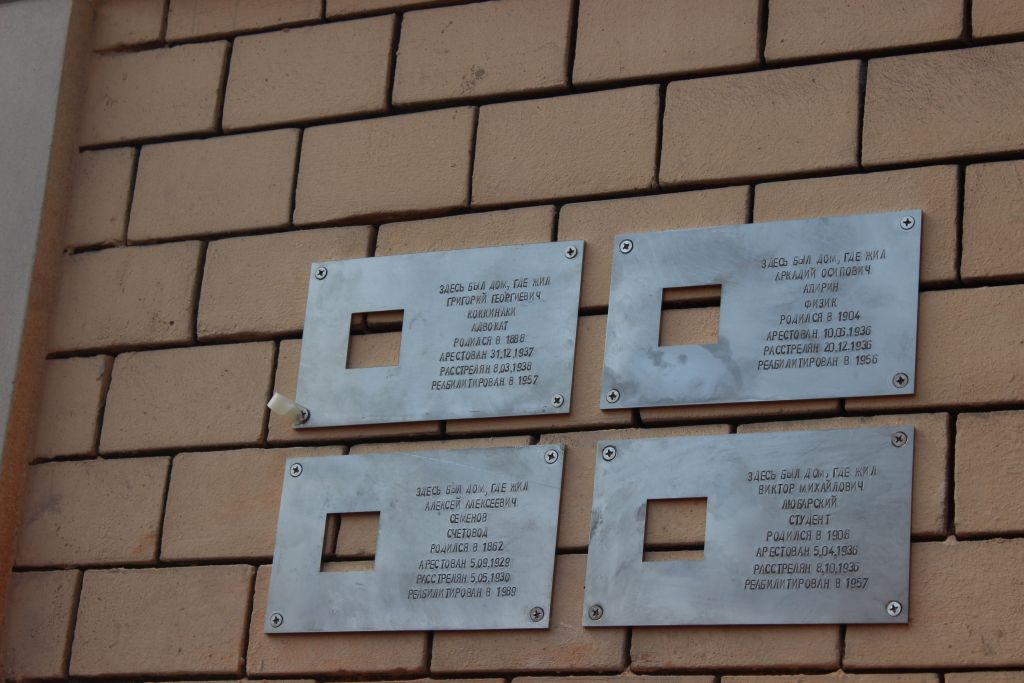 ЗДЕСЬ БЫЛ ДОМ, ГДЕ ЖИЛ
ГРИГОРИЙ ГЕОРГИЕВИЧ
КОККИНАКИ
АДВОКАТ
РОДИЛСЯ В 1888
АРЕСТОВАН 31.12.1937
РАССТРЕЛЯН 8.03.1938
РЕАБИЛИТИРОВАН В 1957
ЗДЕСЬ БЫЛ ДОМ, ГДЕ ЖИЛ
АРКАДИЙ ОСИПОВИЧ
АПИРИН
ФИЗИК
РОДИЛСЯ В 1904
АРЕСТОВАН 10.06.1936
РАССТРЕЛЯН 20.12.1936
РЕАБИЛИТИРОВАН В 1956
ЗДЕСЬ БЫЛ ДОМ, ГДЕ ЖИЛ
АЛЕКСЕЙ АЛЕКСЕЕВИЧ
СЕМЕНОВ
СЧЕТОВОД
РОДИЛСЯ В 1862
АРЕСТОВАН 5.09.1929
РАССТРЕЛЯН 5.05.1930
РЕАБИЛИТИРОВАН В 1989
ЗДЕСЬ БЫЛ ДОМ, ГДЕ ЖИЛ
ВИКТОР МИХАЙЛОВИЧ
ЛЮБАРСКИЙ
СТУДЕНТ
РОДИЛСЯ В 1908
АРЕСТОВАН 5.04.1936
РАССТРЕЛЯН 8.10.1936
РЕАБИЛИТИРОВАН В 1957